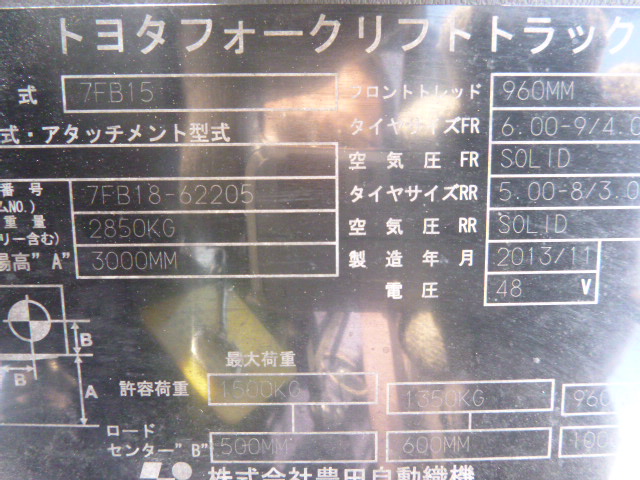 トヨタフォークリフトトラック
式 7FB15 フロントトレッド 960MM
式・アタッチメント型式 タイヤサイズFR 6.00-9/4.0
空気圧FR SOLID
番号 7FB18-62205 タイヤサイズRR 5.00-8/3.0
ムNO.)
重量 2850KG 空気圧RR SOLID
リー含む)
揚高"A" 3000MM 製造年月 2013/11
電圧 48 V
B
B
A
最大荷重
許容荷重 1500KG 1350KG 960
ロード
センター"B" 500MM 600MM 100
株式会社豊田自動織機